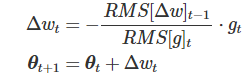 Δw_t = − RMS[Δw]_{t−1} / RMS[g]_t · g_t
θ_{t+1} = θ_t + Δw_t